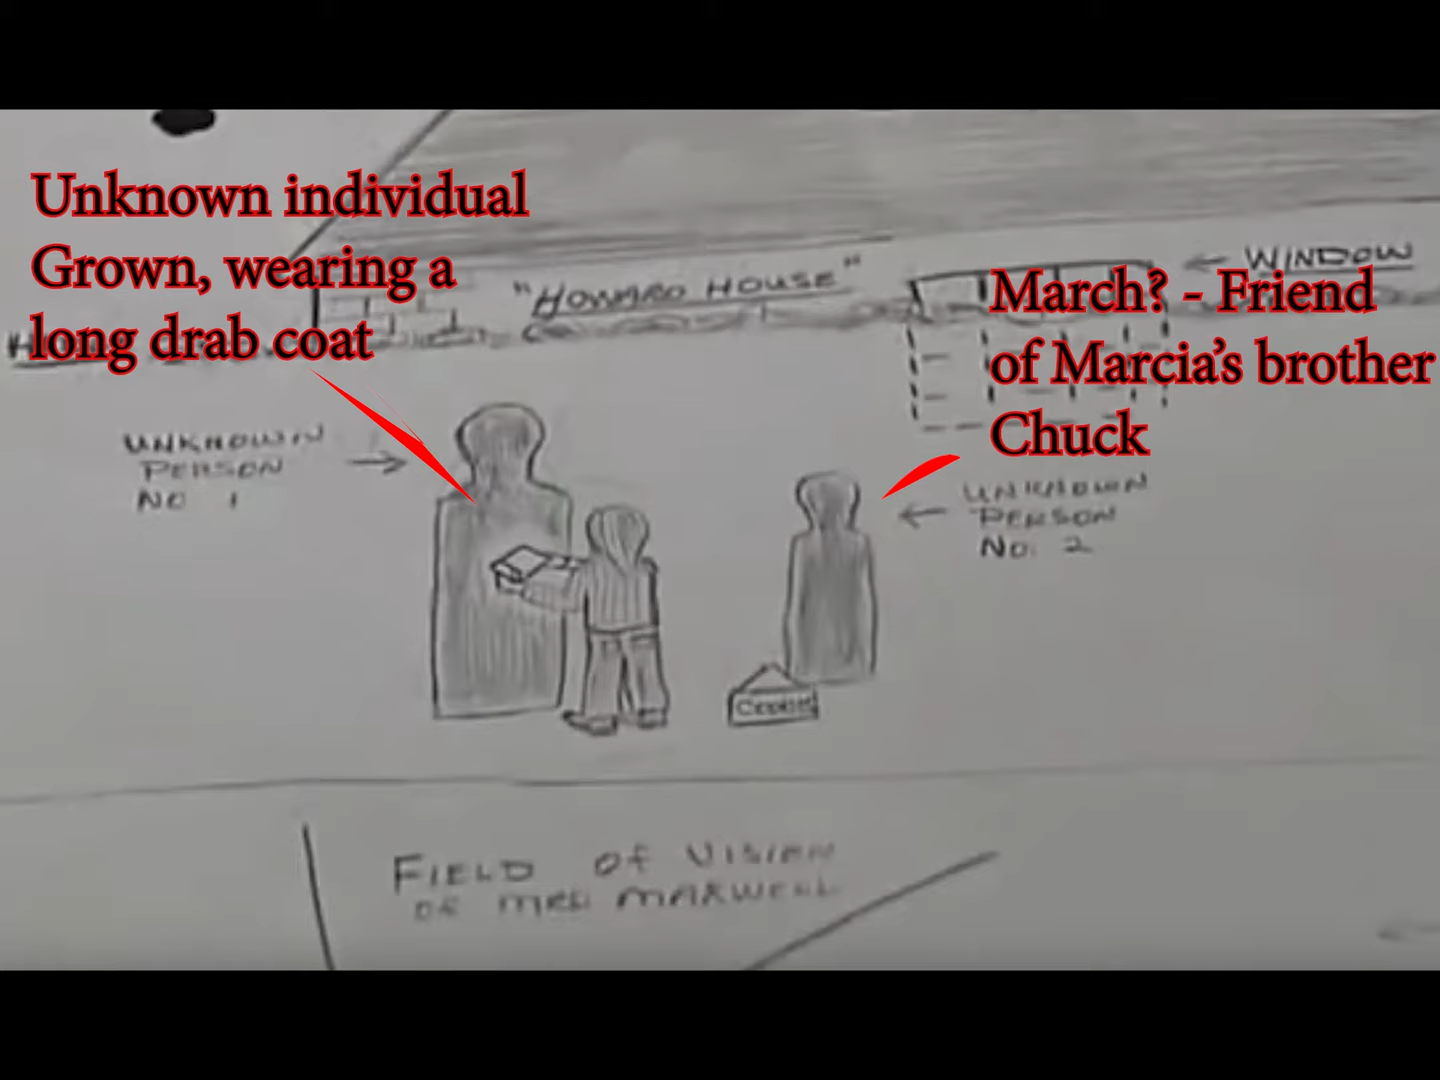 Unknown individual
Grown, wearing a
long drab coat
"HOWARD HOUSE"
WINDOW
March? - Friend
of Marcia's brother
Chuck
UNKNOWN
PERSON
NO 1
UNKNOWN
PERSON
NO. 2
FIELD OF VISION
OF MRS MAXWELL